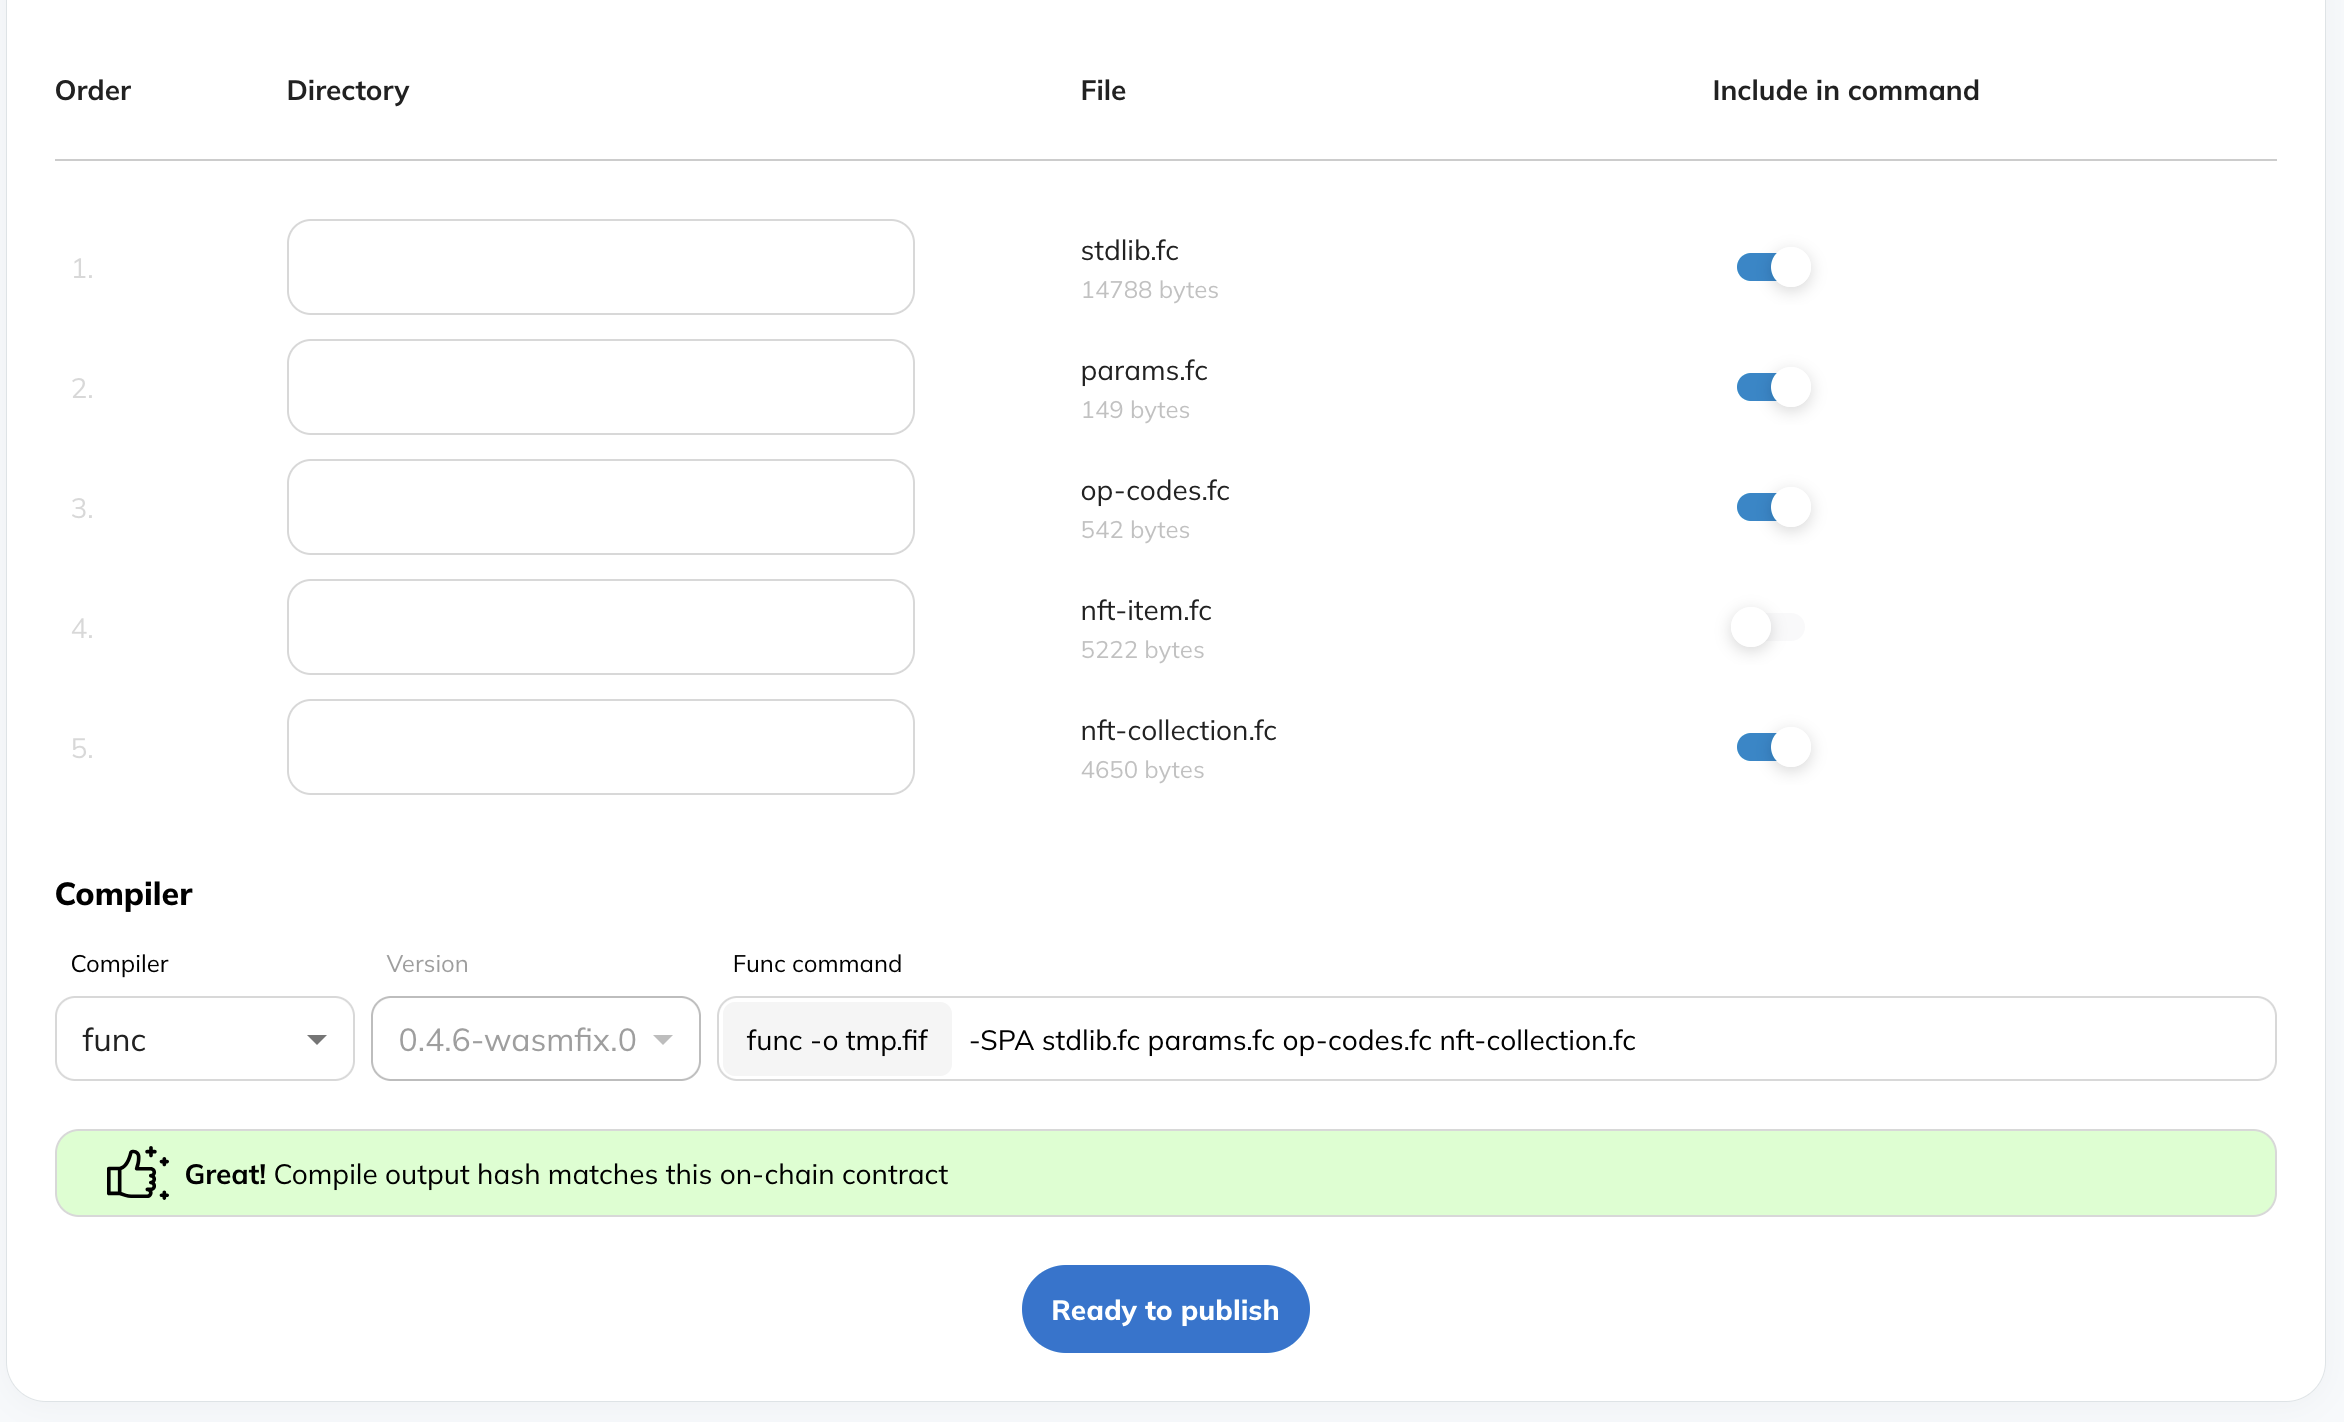 Order Directory File Include in command
1. stdlib.fc
14788 bytes
2. params.fc
149 bytes
3. op-codes.fc
542 bytes
4. nft-item.fc
5222 bytes
5. nft-collection.fc
4650 bytes
Compiler
Compiler Version Func command
func 0.4.6-wasmfix.0 func -o tmp.fif -SPA stdlib.fc params.fc op-codes.fc nft-collection.fc
Great! Compile output hash matches this on-chain contract
Ready to publish